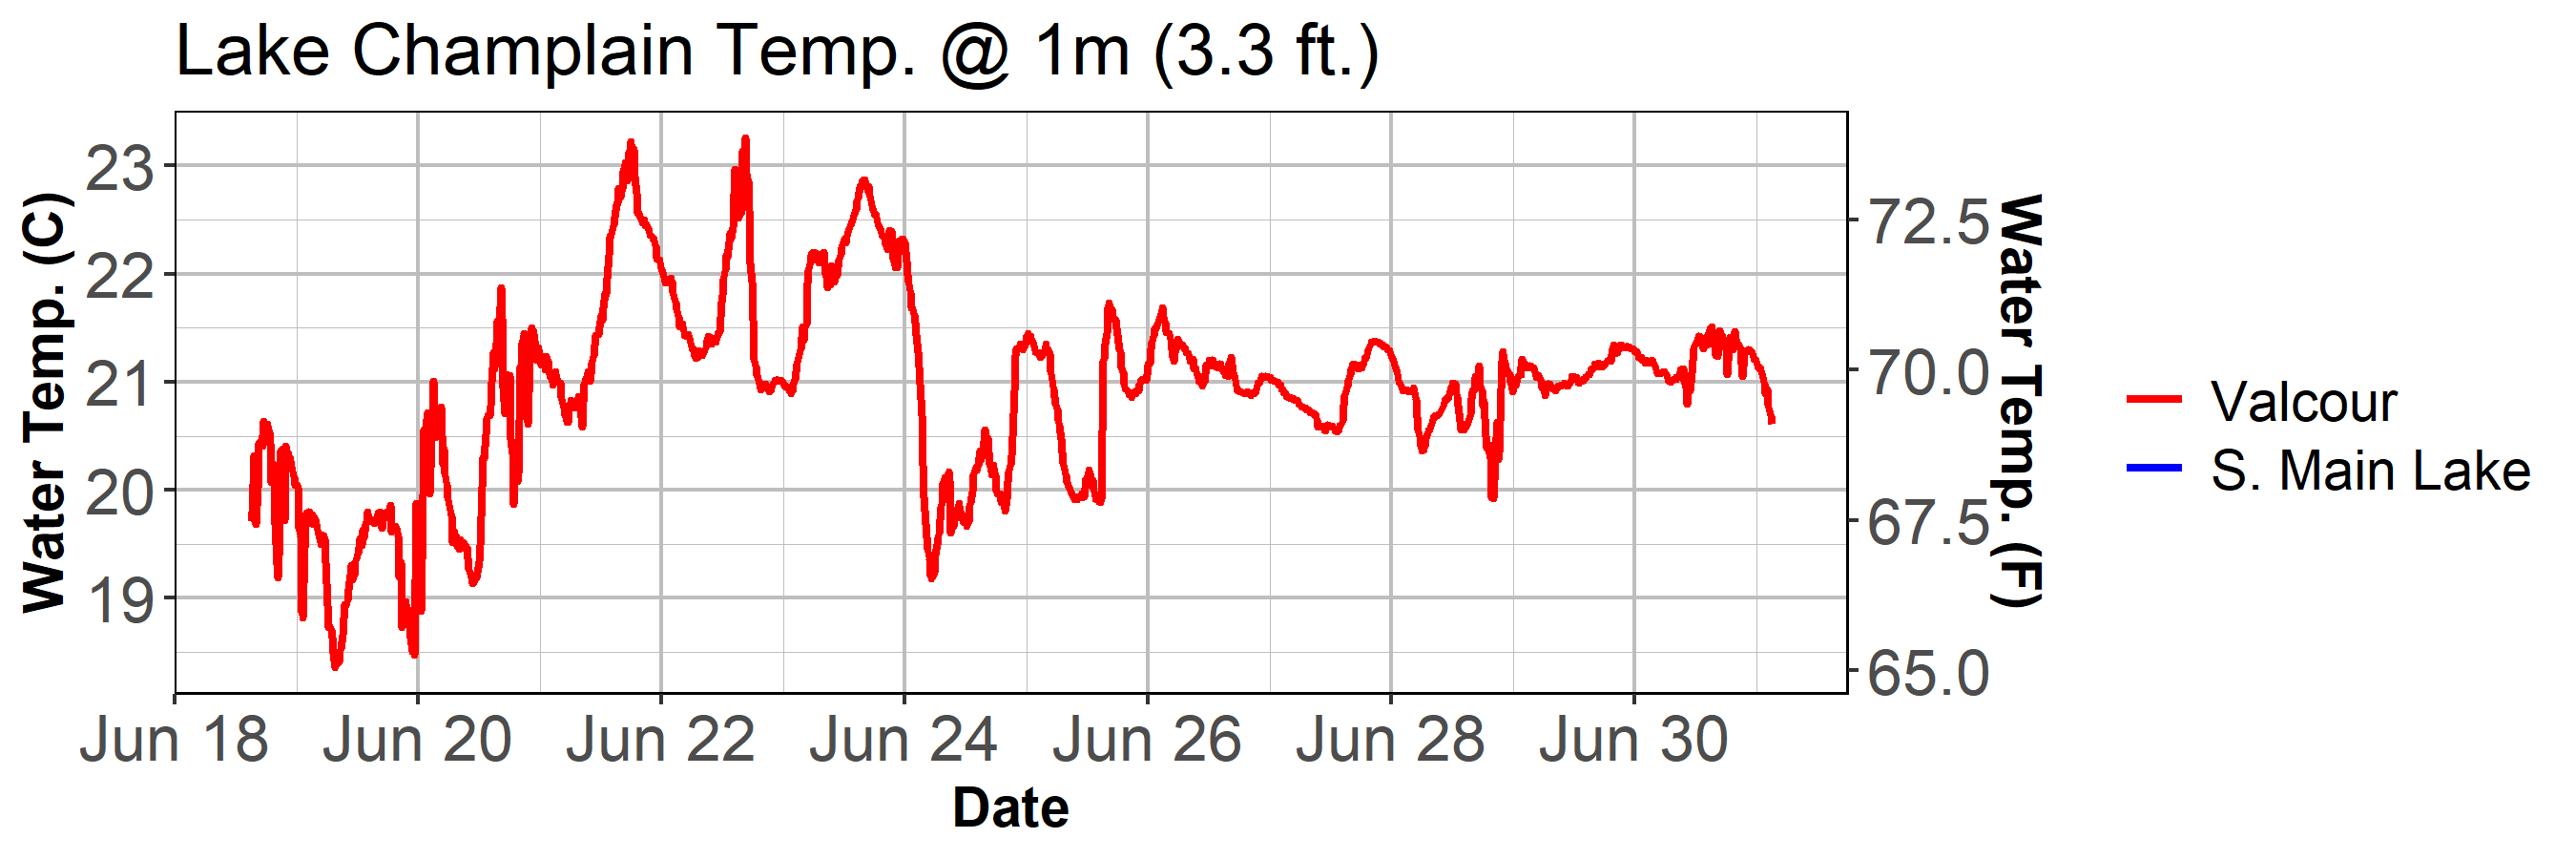 Lake Champlain Temp. @ 1m (3.3 ft.)
Water Temp. (C)
23
22
21
20
19
72.5
70.0
67.5
65.0
Water Temp. (F)
Jun 18 Jun 20 Jun 22 Jun 24 Jun 26 Jun 28 Jun 30
Date
Valcour
S. Main Lake